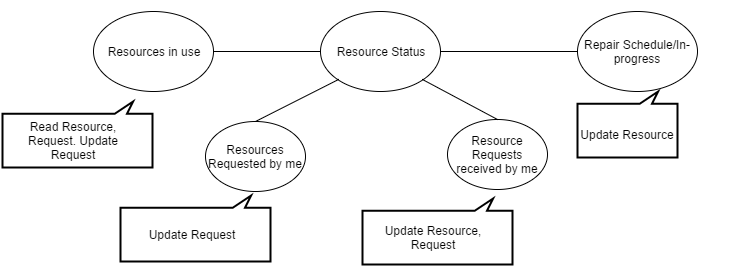 Resources in use
Resource Status
Repair Schedule/In-
progress
Read Resource,
Request. Update
Request
Resources
Requested by me
Resource
Requests
received by me
Update Resource
Update Request
Update Resource,
Request